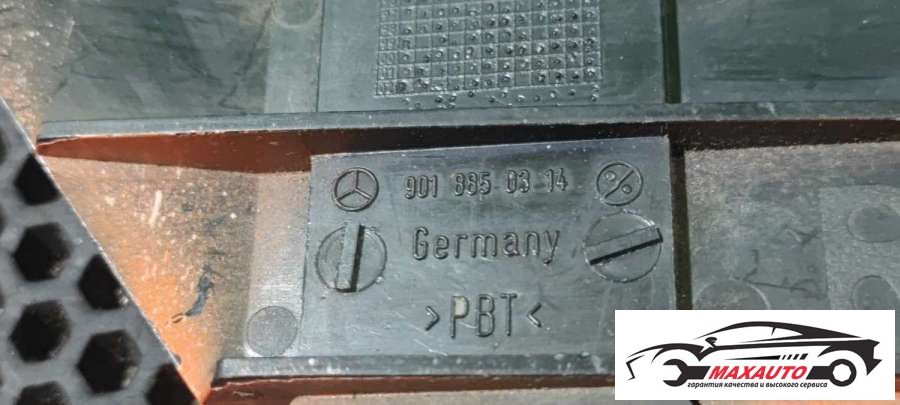 901 885 03 14
Germany
>PBT<
MAXAUTO
гарантия качества и высокого сервиса